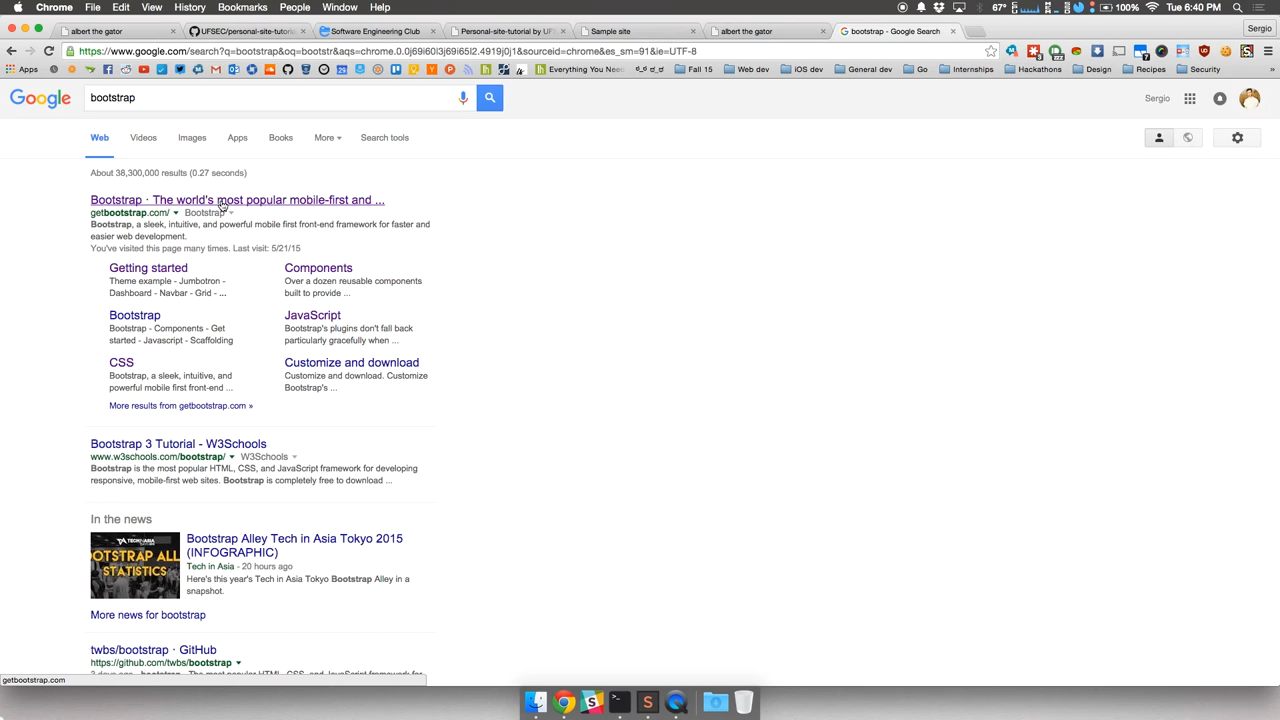 Chrome File Edit View History Bookmarks People Window Help 67° 100% Tue 6:40 PM
albert the gator UFSEC/personal-site-tutoria Software Engineering Club Personal-site-tutorial by UF Sample site albert the gator bootstrap - Google Search Sergio
https://www.google.com/search?q=bootstrap&oq=bootstr&aqs=chrome.0.0j69i60l3j69i65l2.4919j0j1&sourceid=chrome&es_sm=91&ie=UTF-8
Apps Everything You Need Fall 15 Web dev iOS dev General dev Go Internships Hackathons Design Recipes Security
Google bootstrap Sergio
Web Videos Images Apps Books More Search tools
About 38,300,000 results (0.27 seconds)
Bootstrap · The world's most popular mobile-first and ...
getbootstrap.com/ Bootstrap
Bootstrap, a sleek, intuitive, and powerful mobile first front-end framework for faster and
easier web development.
You've visited this page many times. Last visit: 5/21/15
Getting started
Theme example - Jumbotron -
Dashboard - Navbar - Grid - ...
Components
Over a dozen reusable components
built to provide ...
Bootstrap
Bootstrap - Components - Get
started - Javascript - Scaffolding
JavaScript
Bootstrap's plugins don't fall back
particularly gracefully when ...
CSS
Bootstrap, a sleek, intuitive, and
powerful mobile first front-end ...
Customize and download
Customize and download. Customize
Bootstrap's ...
More results from getbootstrap.com »
Bootstrap 3 Tutorial - W3Schools
www.w3schools.com/bootstrap/ W3Schools
Bootstrap is the most popular HTML, CSS, and JavaScript framework for developing
responsive, mobile-first web sites. Bootstrap is completely free to download ...
In the news
TECHINASIA
OTSTRAP ALL
STATISTICS
Bootstrap Alley Tech in Asia Tokyo 2015
(INFOGRAPHIC)
Tech in Asia - 20 hours ago
Here's this year's Tech in Asia Tokyo Bootstrap Alley in a
snapshot.
More news for bootstrap
twbs/bootstrap · GitHub
https://github.com/twbs/bootstrap
getbootstrap.com